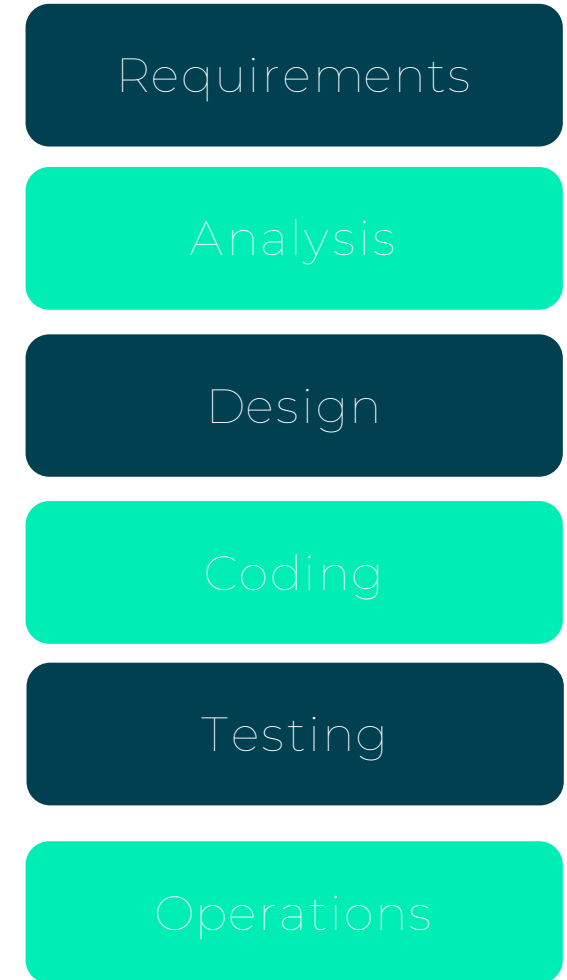 Requirements
Analysis
Design
Coding
Testing
Operations